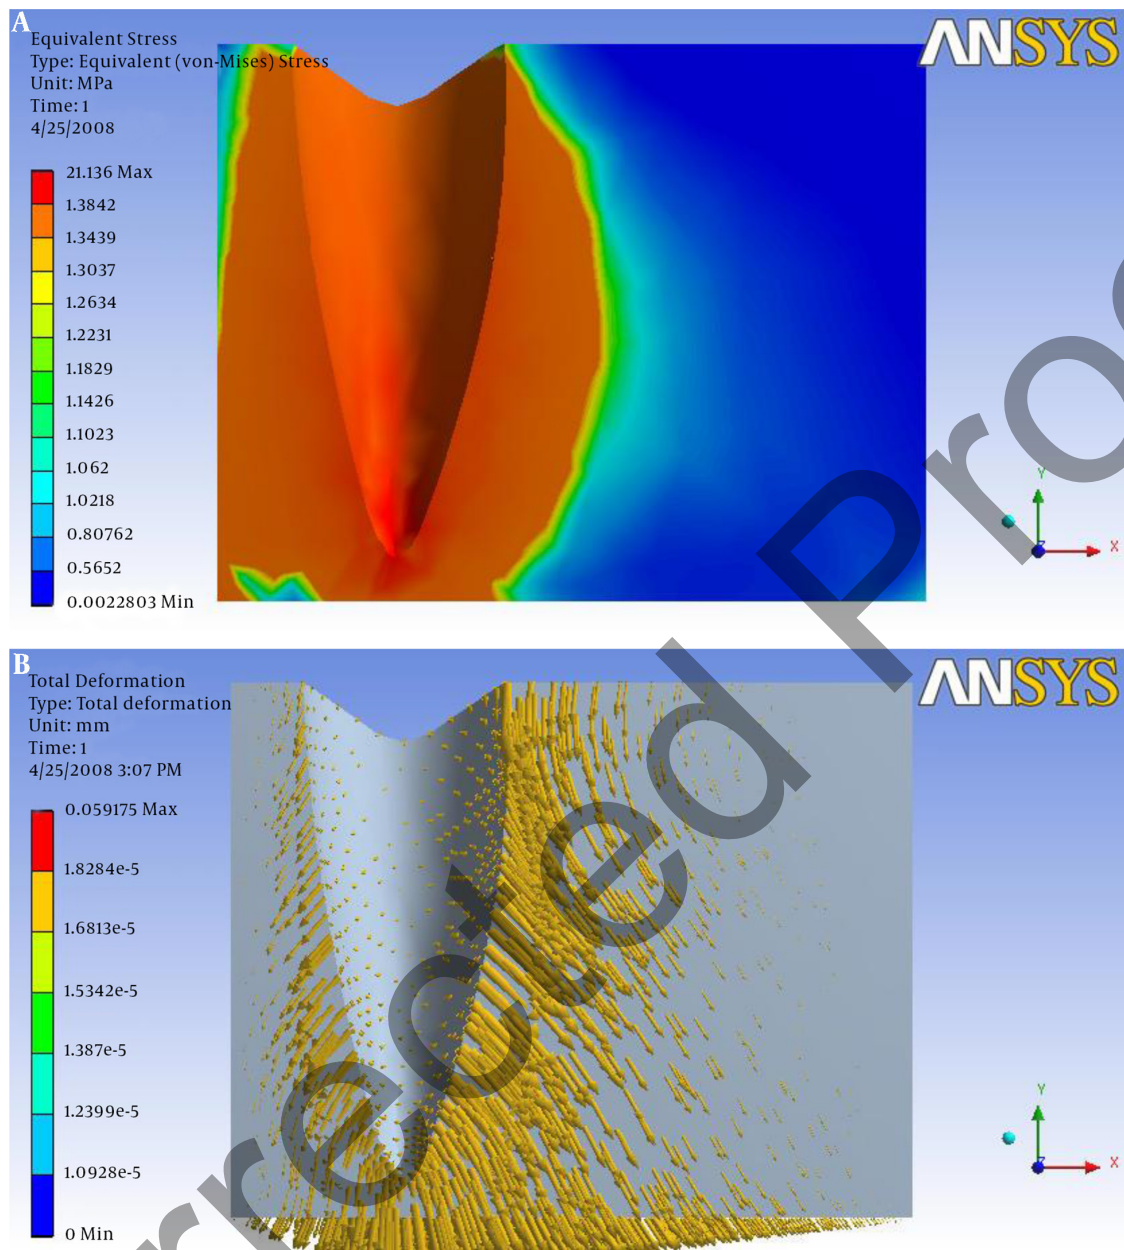 A
Equivalent Stress
Type: Equivalent (von-Mises) Stress
Unit: MPa
Time: 1
4/25/2008
21.136 Max
1.3842
1.3439
1.3037
1.2634
1.2231
1.1829
1.1426
1.1023
1.062
1.0218
0.80762
0.5652
0.0022803 Min
ANSYS
Y
Z
X
B
Total Deformation
Type: Total deformation
Unit: mm
Time: 1
4/25/2008 3:07 PM
0.059175 Max
1.8284e-5
1.6813e-5
1.5342e-5
1.387e-5
1.2399e-5
1.0928e-5
0 Min
ANSYS
Y
Z
X
rrected Pro